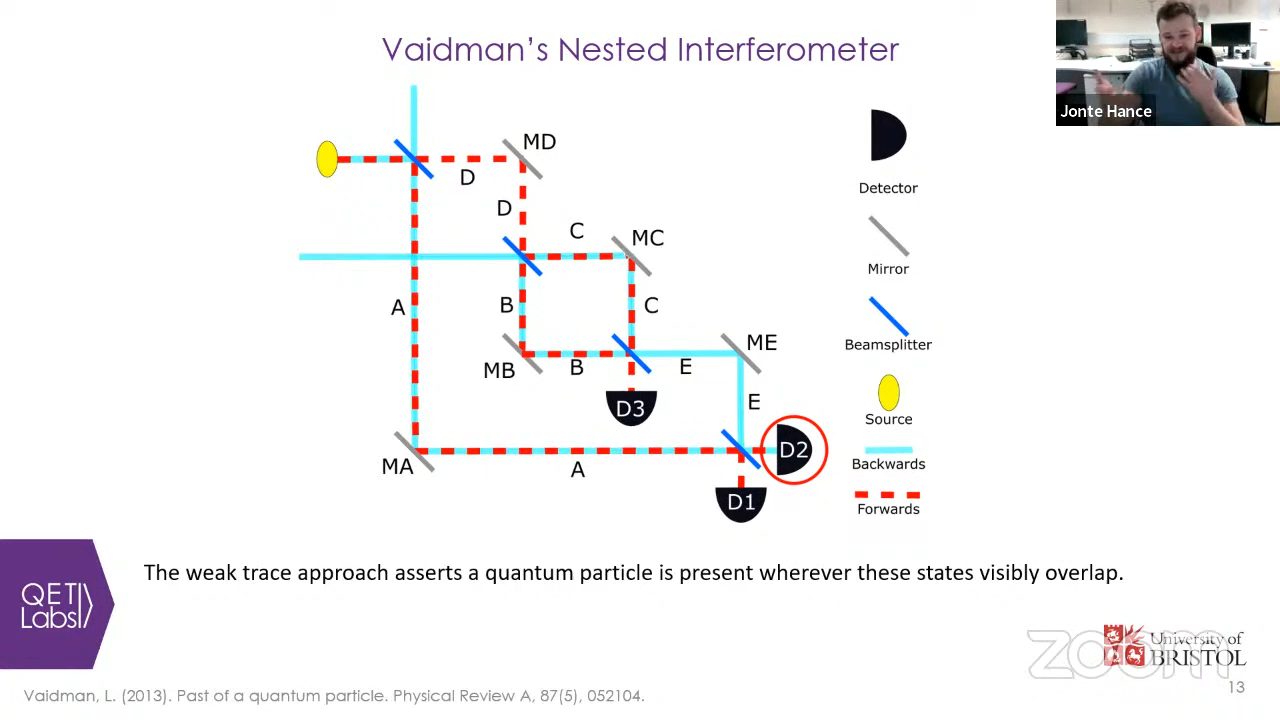 Vaidman's Nested Interferometer
Jonte Hance
MD
D
D
C
MC
Detector
Mirror
A
B
C
MB
B
E
ME
Beamsplitter
D3
E
Source
MA
A
D2
Backwards
D1
Forwards
The weak trace approach asserts a quantum particle is present wherever these states visibly overlap.
QET
Labs
zoom
University of
BRISTOL
Vaidman, L. (2013). Past of a quantum particle. Physical Review A, 87(5), 052104.
13